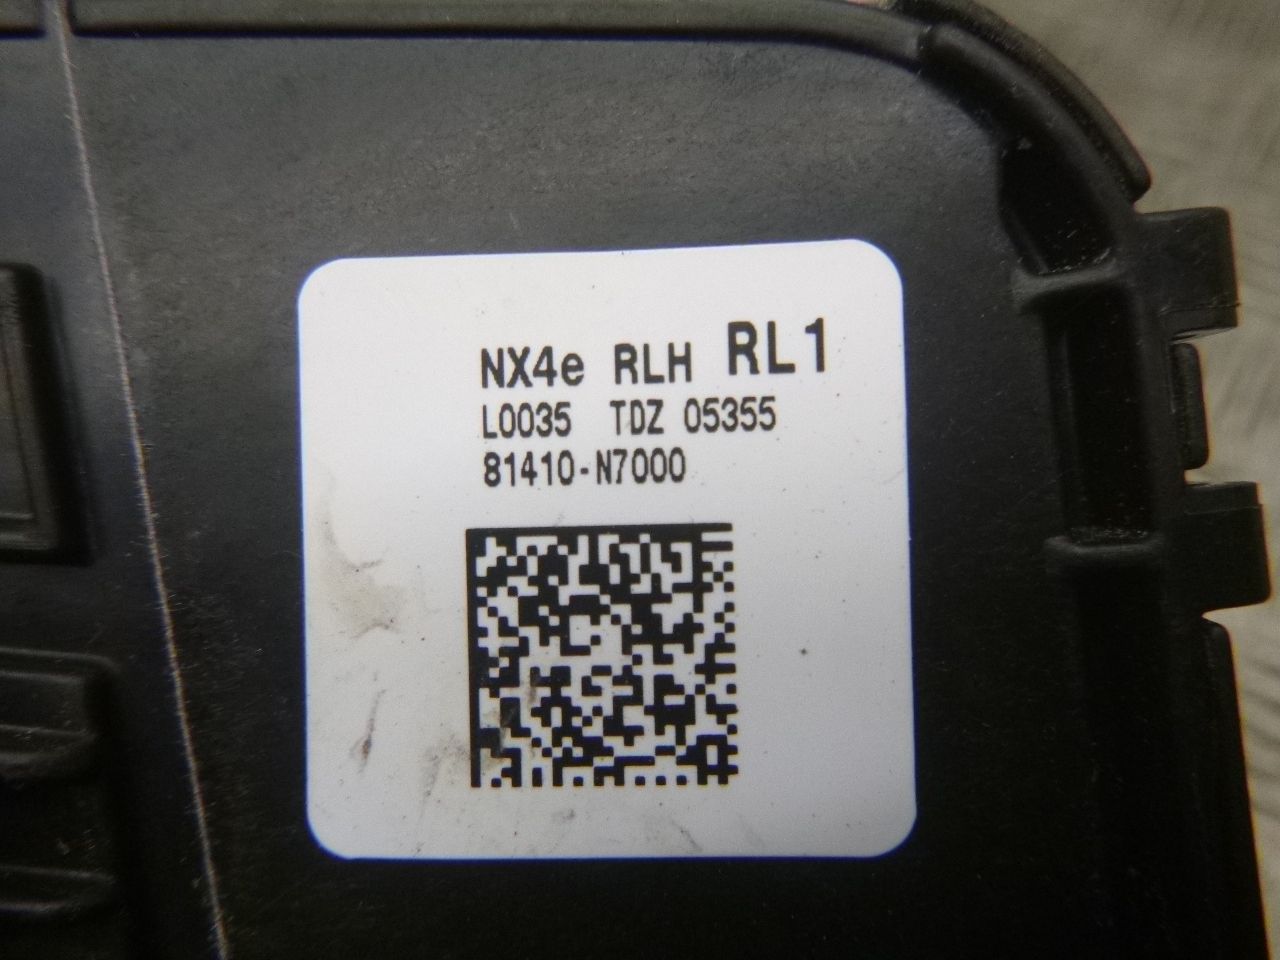 NX4e RLH RL1
L0035 TDZ 05355
81410-N7000